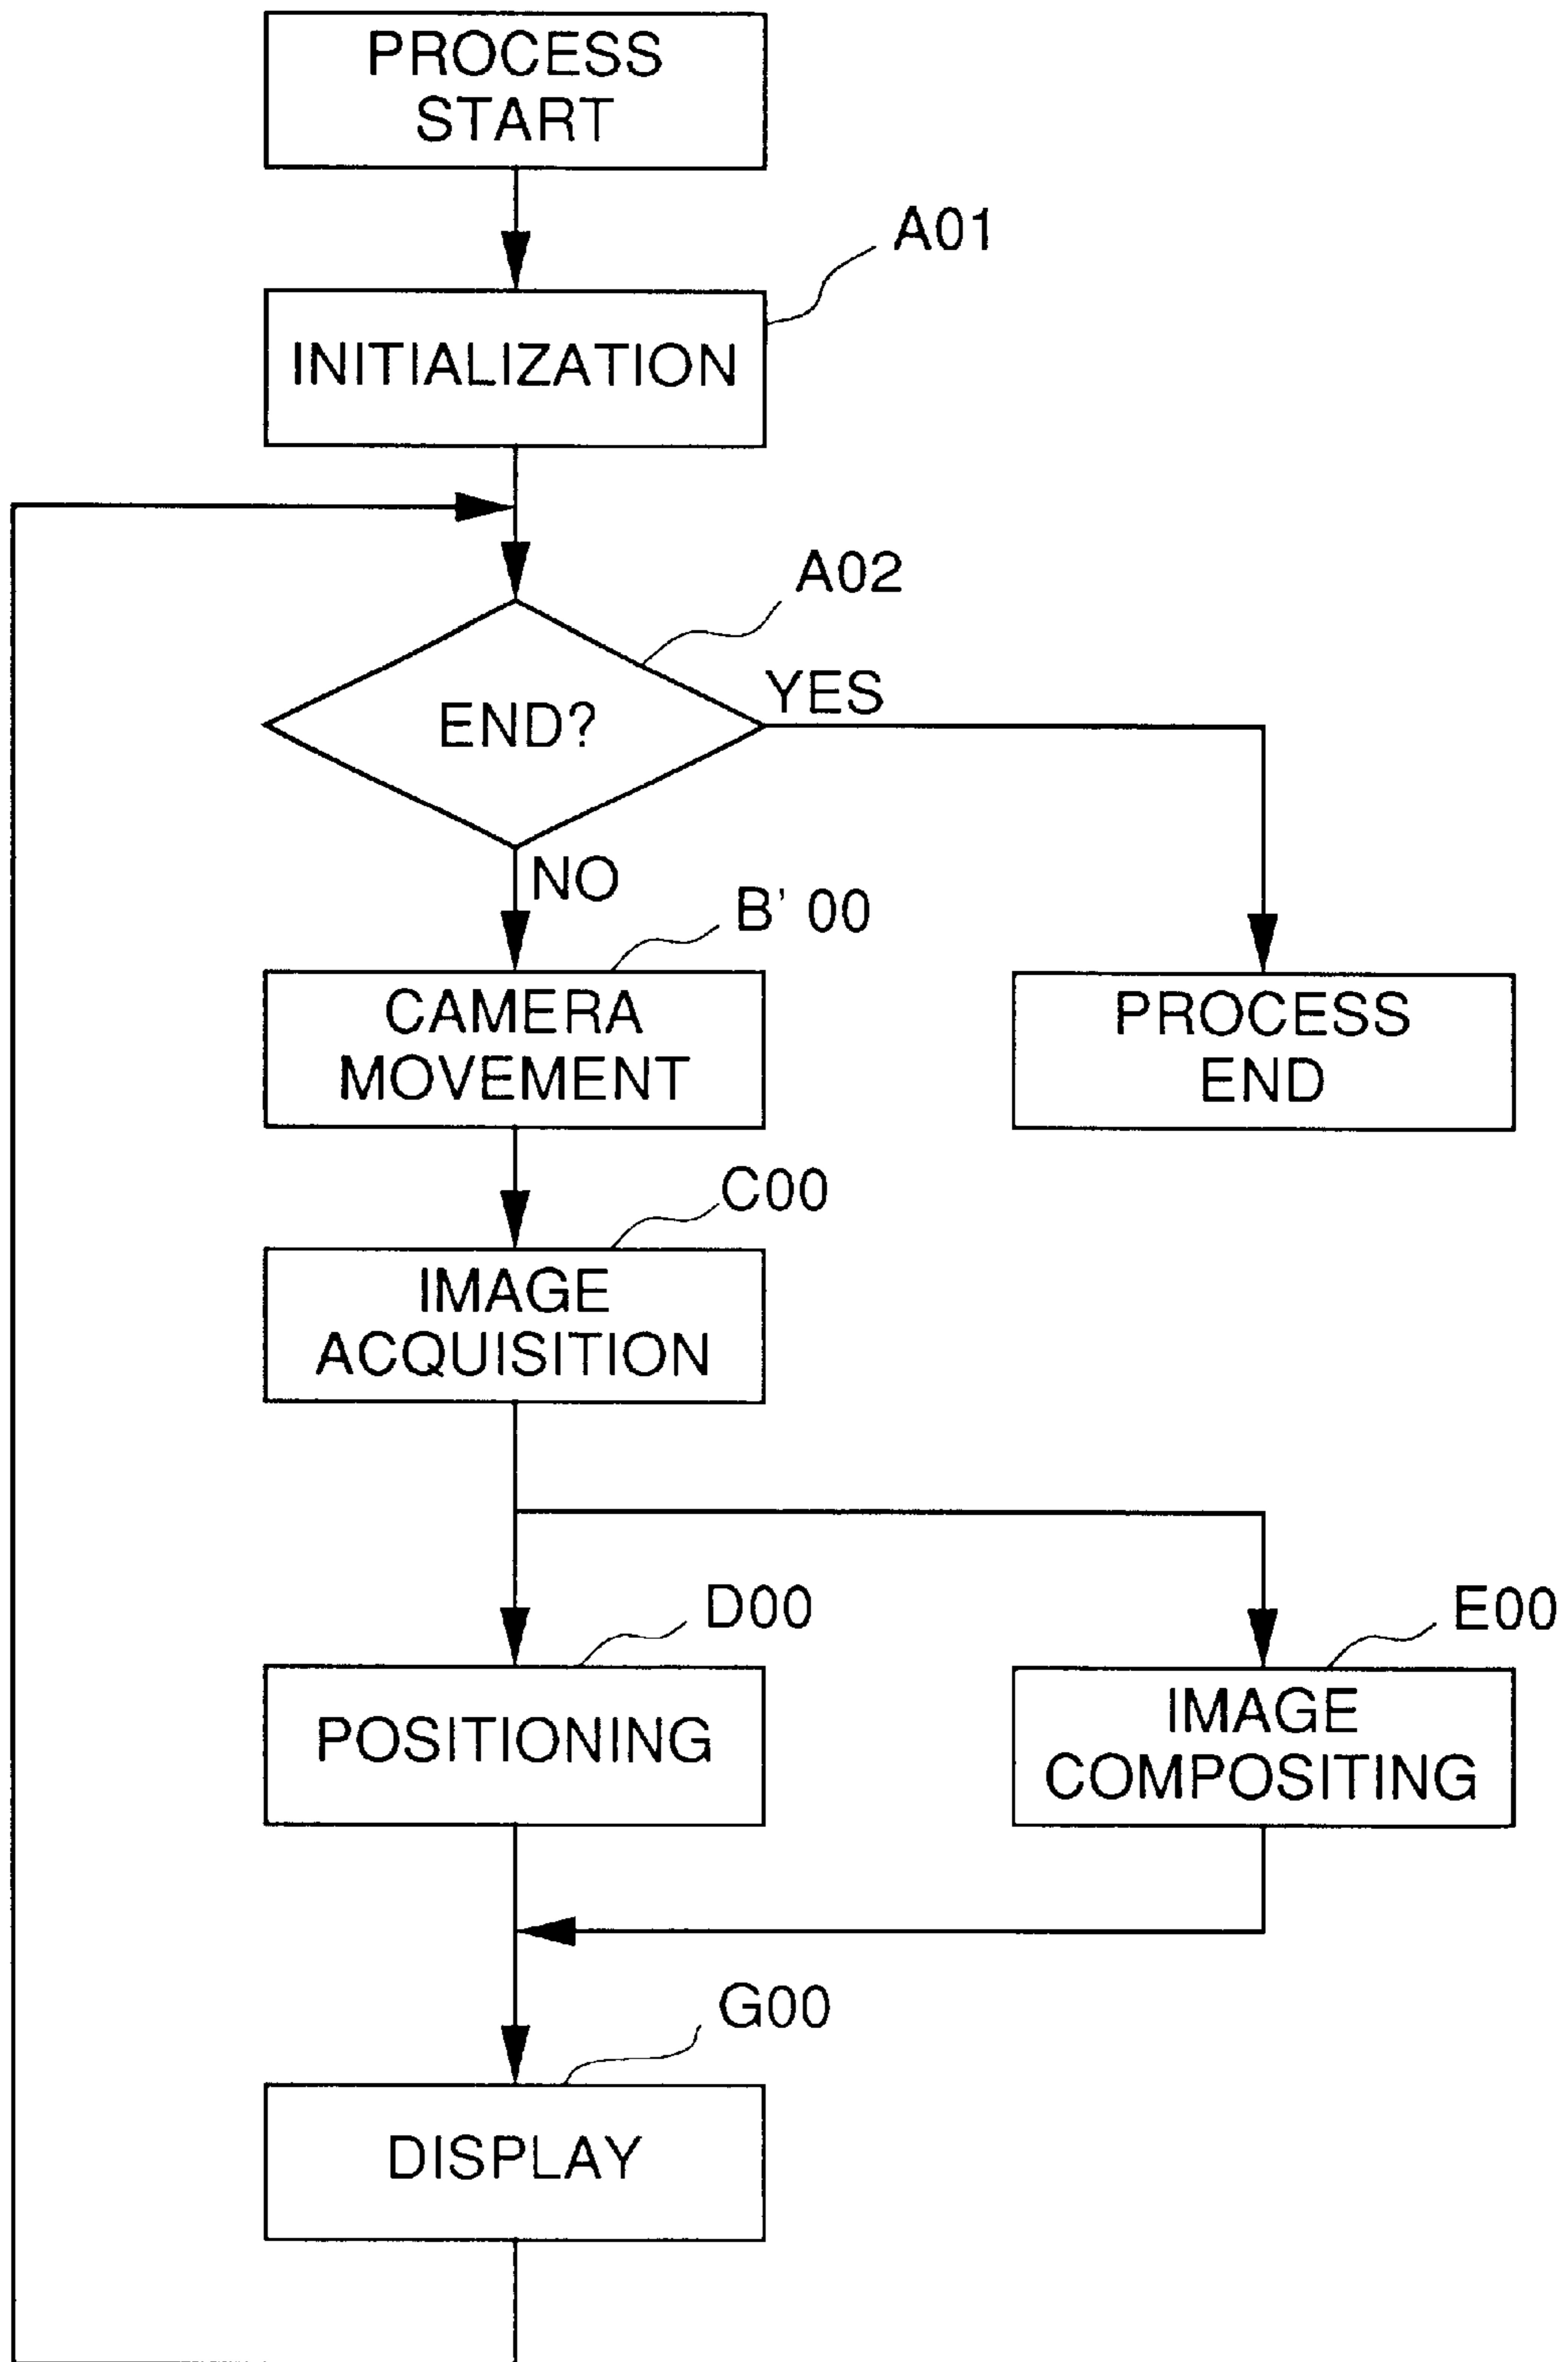 PROCESS
START
A01
INITIALIZATION
A02
END?
YES
NO
B' 00
CAMERA
MOVEMENT
PROCESS
END
C00
IMAGE
ACQUISITION
D00
POSITIONING
E00
IMAGE
COMPOSITING
G00
DISPLAY